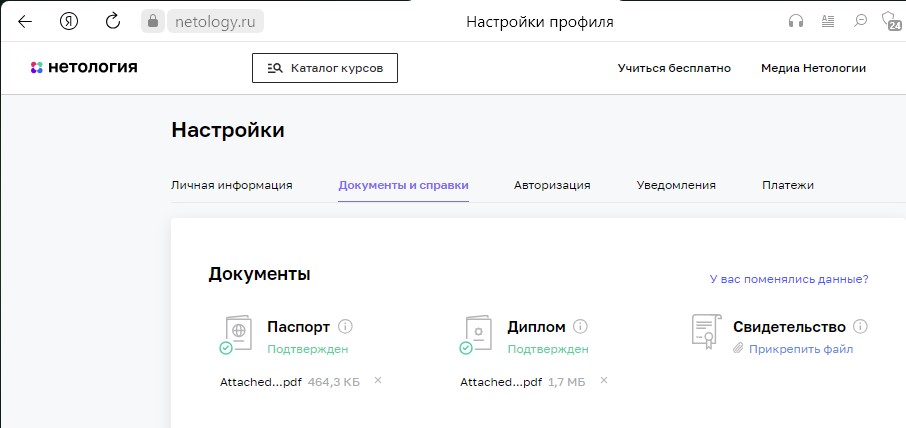 netology.ru
Настройки профиля
24
нетология
Каталог курсов
Учиться бесплатно
Медиа Нетологии
Настройки
Личная информация
Документы и справки
Авторизация
Уведомления
Платежи
Документы
У вас поменялись данные?
Паспорт
Подтвержден
Attached...pdf 464,3 КБ
Диплом
Подтвержден
Attached...pdf 1,7 МБ
Свидетельство
Прикрепить файл